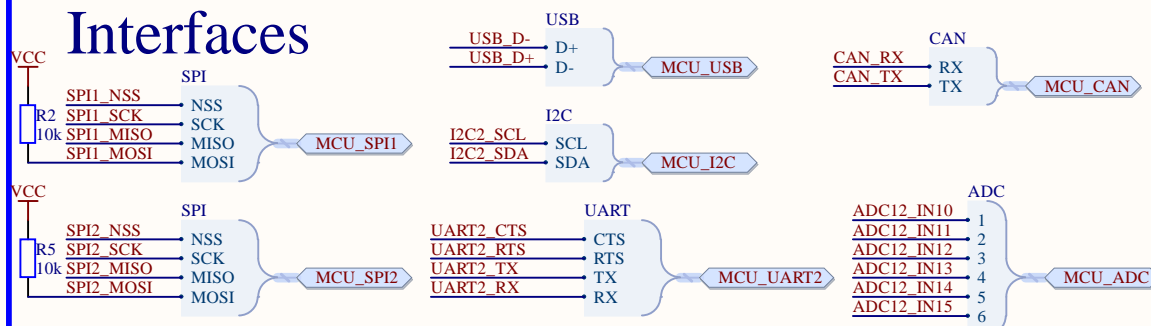 Interfaces
VCC
R2
10k
SPI
SPI1_NSS NSS
SPI1_SCK SCK
SPI1_MISO MISO
SPI1_MOSI MOSI
MCU_SPI1
USB
USB_D- D+
USB_D+ D-
MCU_USB
CAN
CAN_RX RX
CAN_TX TX
MCU_CAN
I2C
I2C2_SCL SCL
I2C2_SDA SDA
MCU_I2C
VCC
R5
10k
SPI
SPI2_NSS NSS
SPI2_SCK SCK
SPI2_MISO MISO
SPI2_MOSI MOSI
MCU_SPI2
UART
UART2_CTS CTS
UART2_RTS RTS
UART2_TX TX
UART2_RX RX
MCU_UART2
ADC
ADC12_IN10 1
ADC12_IN11 2
ADC12_IN12 3
ADC12_IN13 4
ADC12_IN14 5
ADC12_IN15 6
MCU_ADC